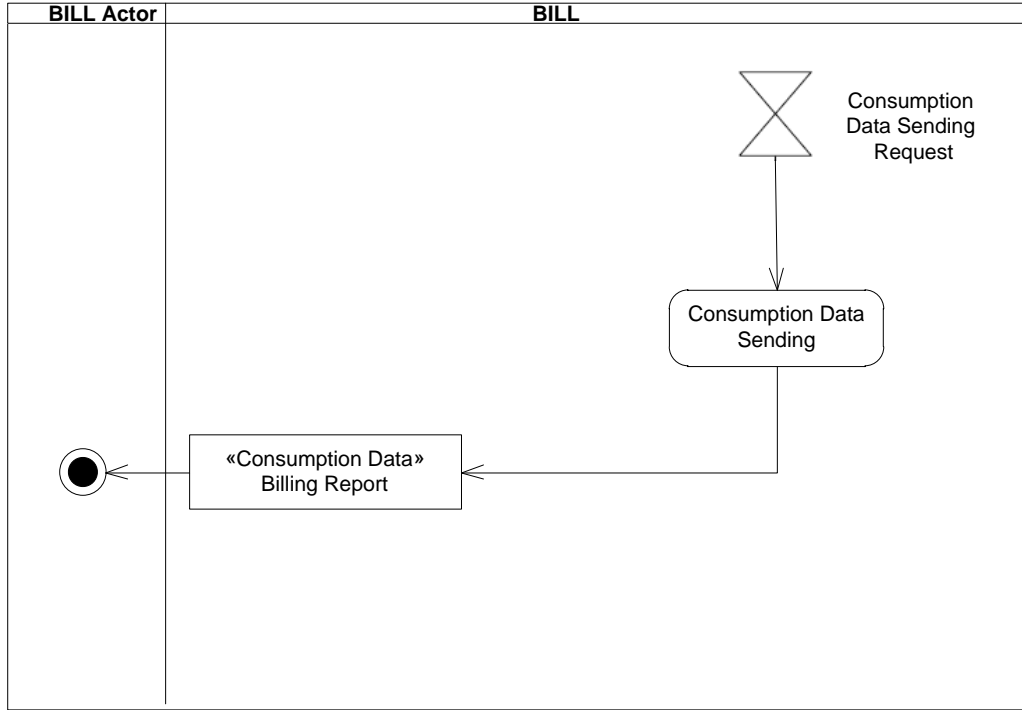 BILL Actor
BILL
Consumption
Data Sending
Request
Consumption Data
Sending
«Consumption Data»
Billing Report